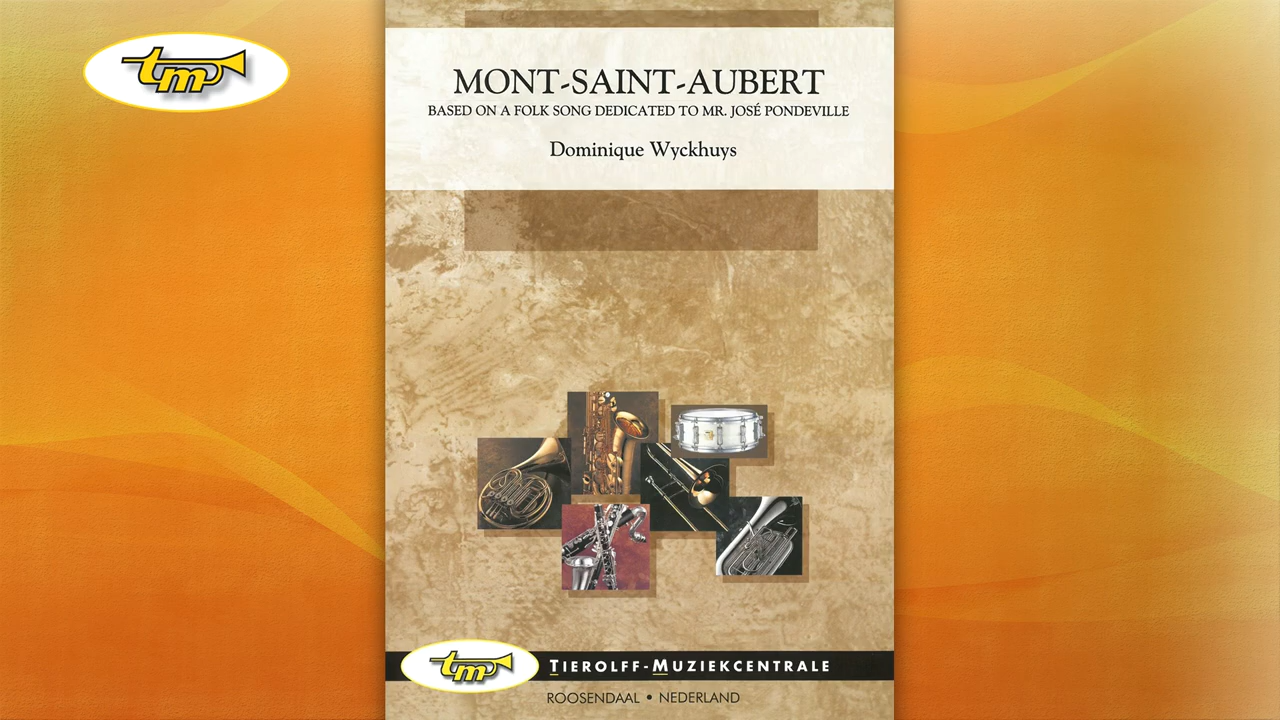 tm
MONT-SAINT-AUBERT
BASED ON A FOLK SONG DEDICATED TO MR. JOSÉ PONDEVILLE
Dominique Wyckhuys
tm TIEROLFF-MUZIEKCENTRALE
ROOSENDAAL • NEDERLAND